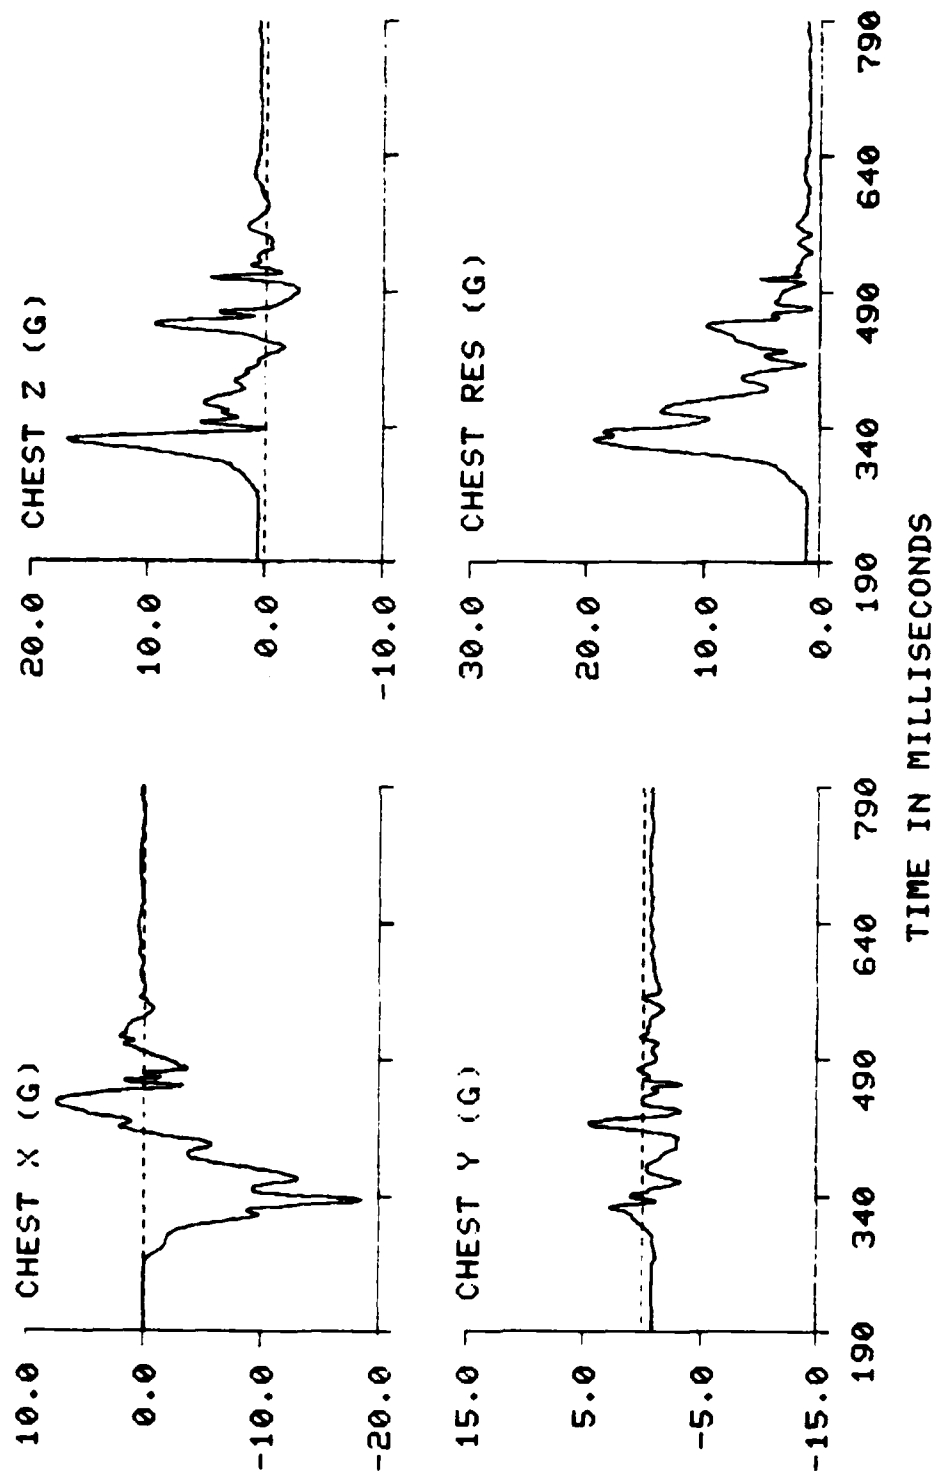 CHEST X (G)
10.0
0.0
-10.0
-20.0
CHEST Z (G)
20.0
10.0
0.0
-10.0
CHEST Y (G)
15.0
5.0
-5.0
-15.0
190 340 490 640 790
CHEST RES (G)
30.0
20.0
10.0
0.0
190 340 490 640 790
TIME IN MILLISECONDS